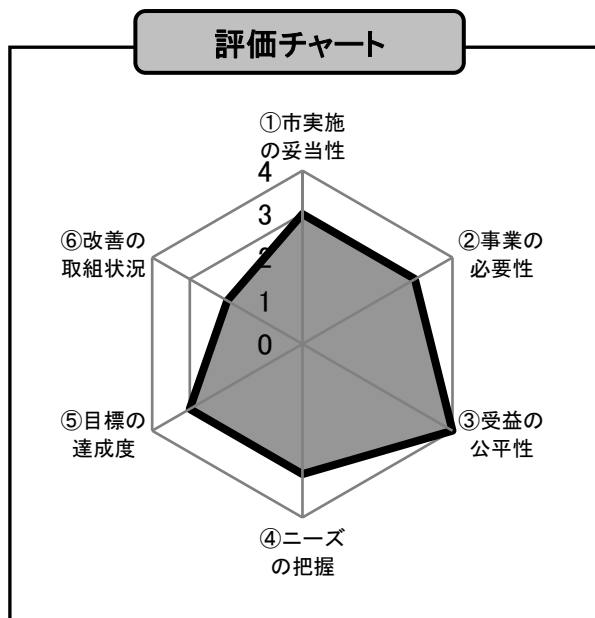 評価チャート
①市実施
の妥当性
4
3
2
1
0
②事業の
必要性
③受益の
公平性
④ニーズ
の把握
⑤目標の
達成度
⑥改善の
取組状況